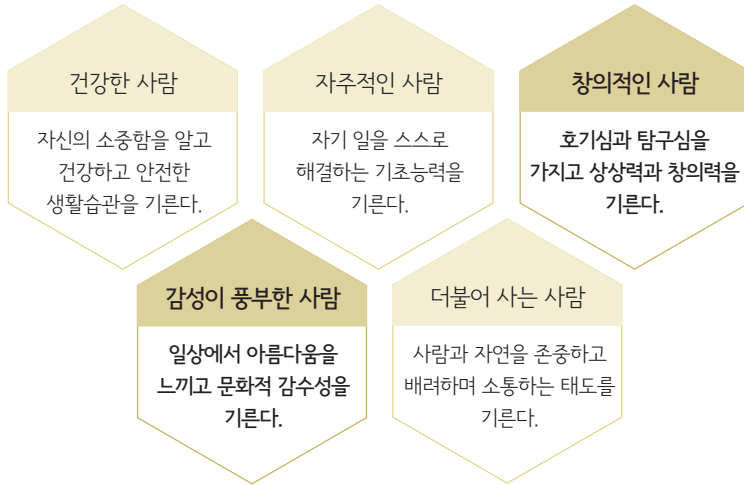 건강한 사람
자신의 소중함을 알고
건강하고 안전한
생활습관을 기른다.
자주적인 사람
자기 일을 스스로
해결하는 기초능력을
기른다.
창의적인 사람
호기심과 탐구심을
가지고 상상력과 창의력을
기른다.
감성이 풍부한 사람
일상에서 아름다움을
느끼고 문화적 감수성을
기른다.
더불어 사는 사람
사람과 자연을 존중하고
배려하며 소통하는 태도를
기른다.